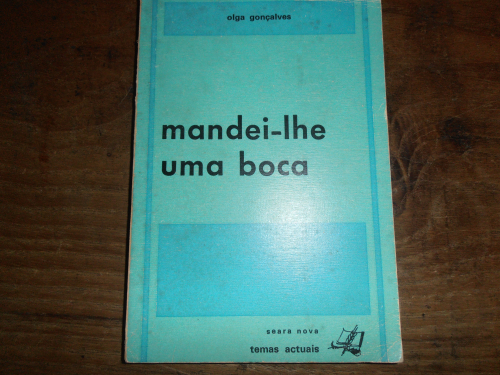 olga gonçalves
mandei-lhe
uma boca
seara nova
temas actuais